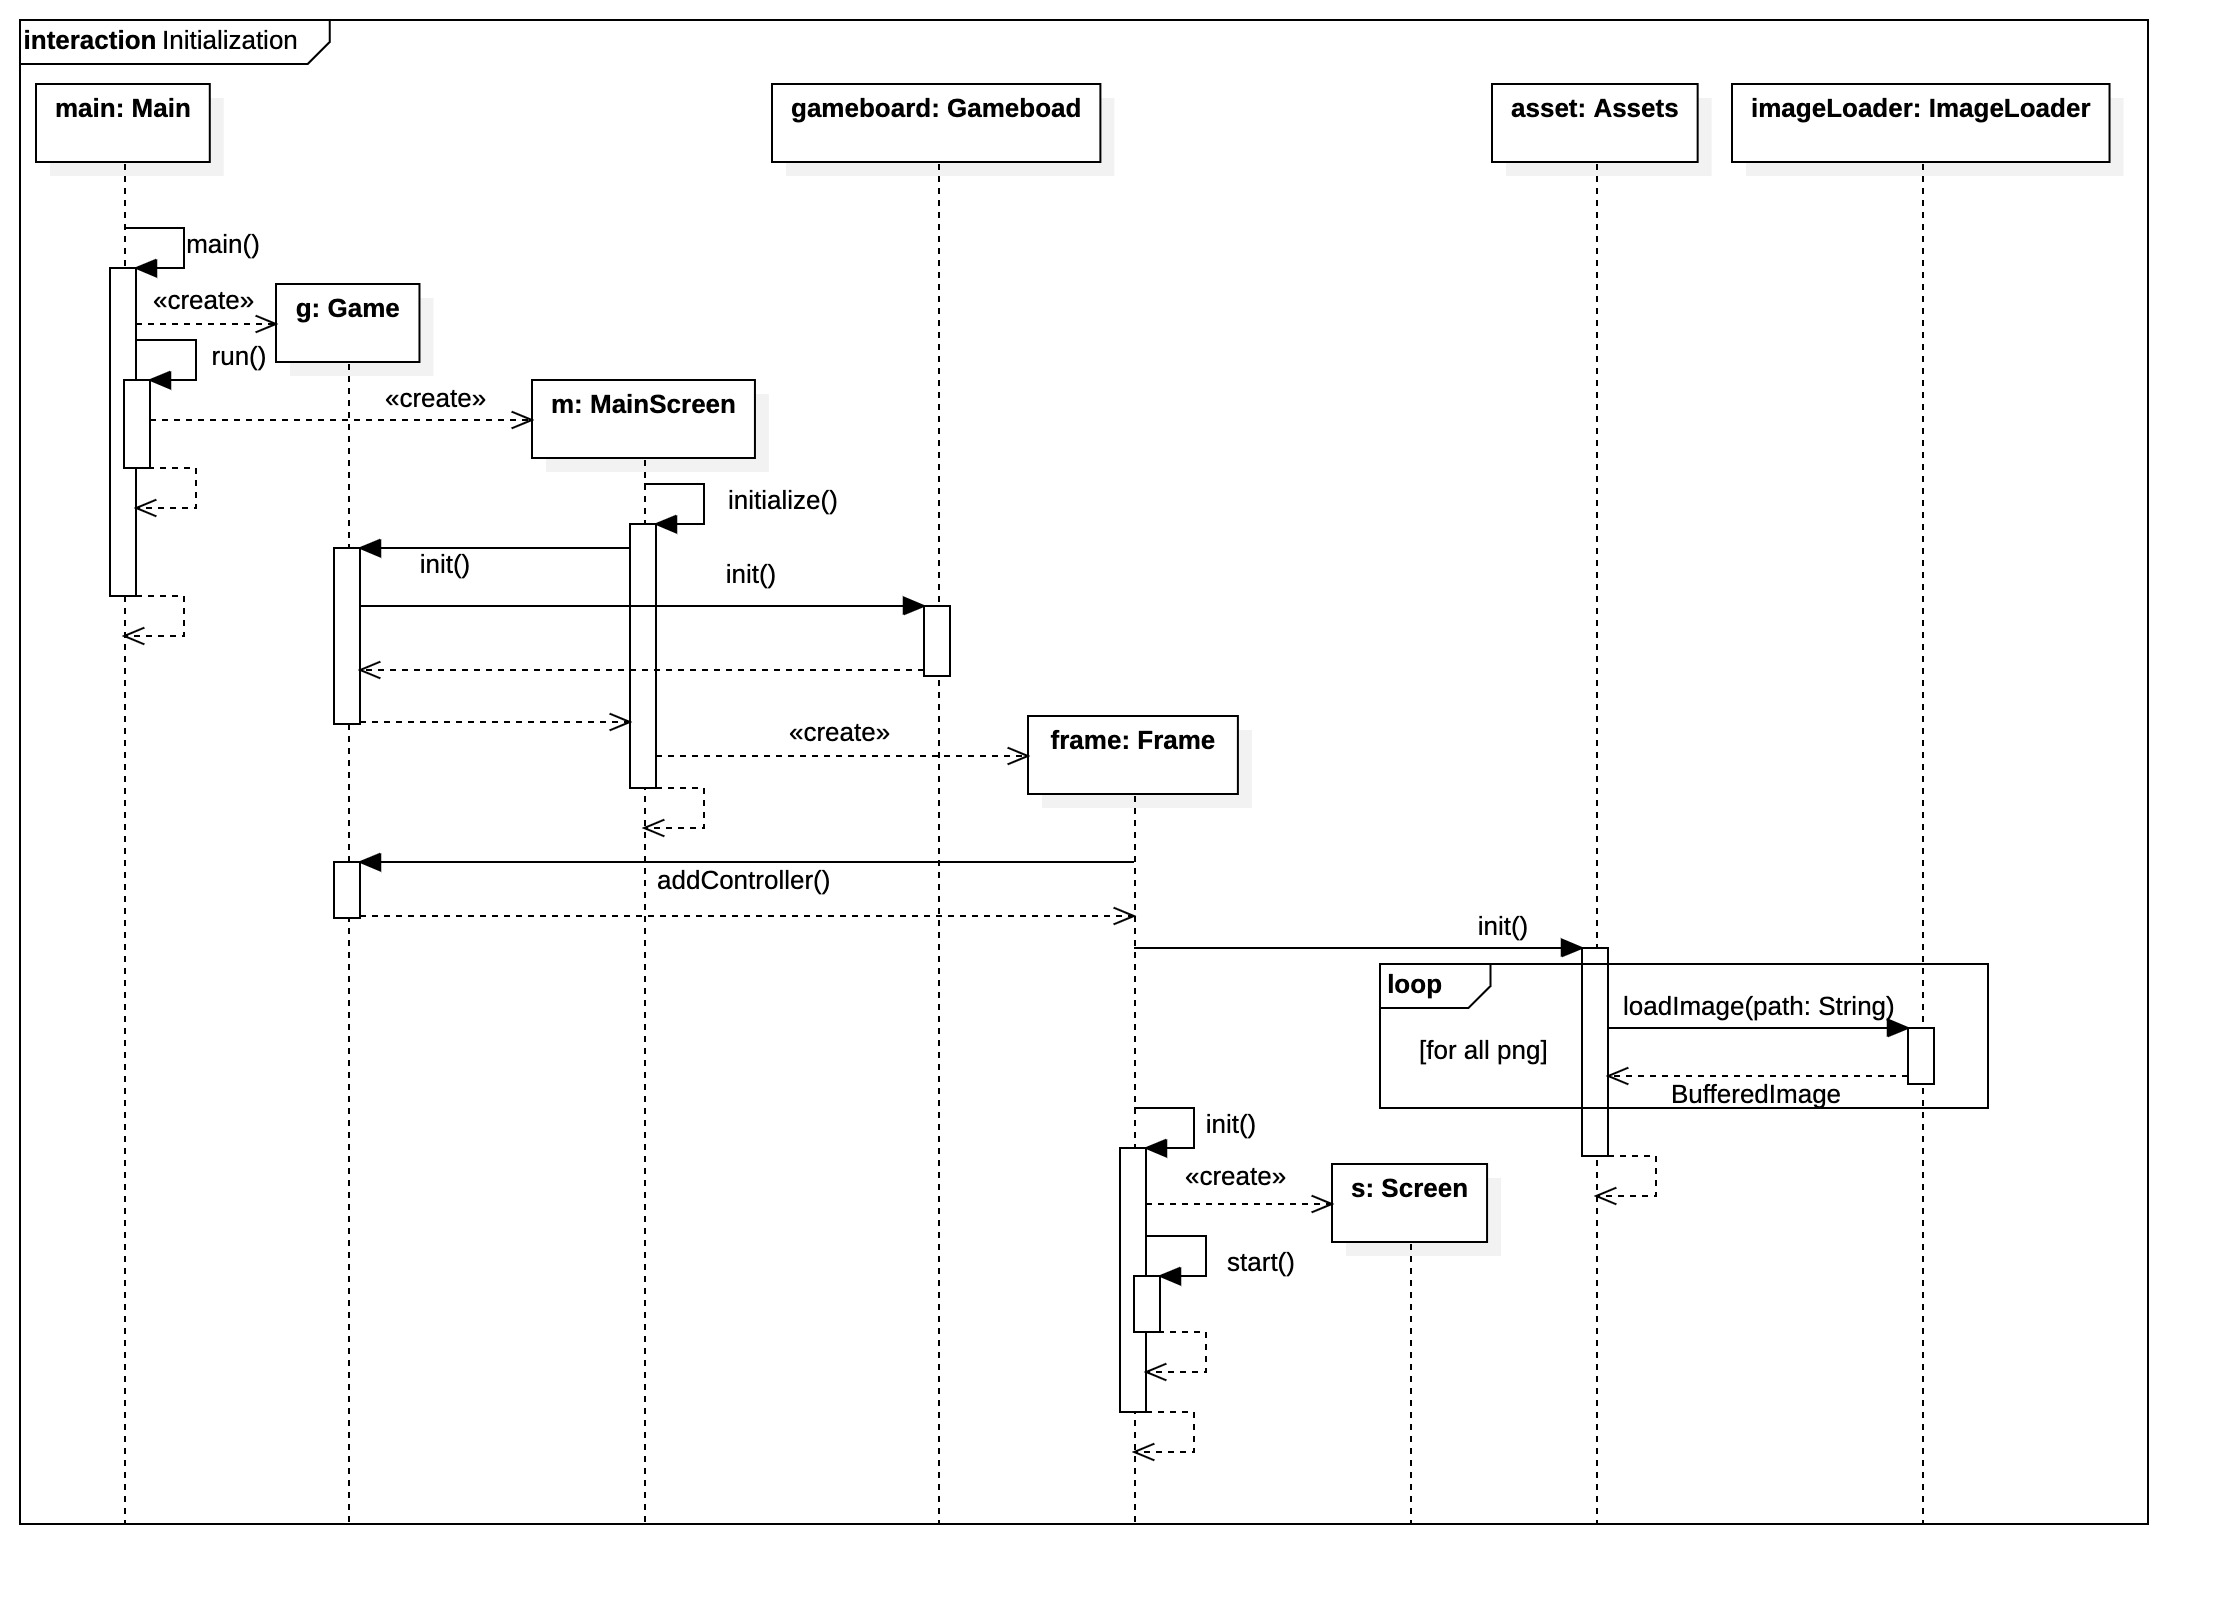 interaction Initialization
main: Main
gameboard: Gameboad
asset: Assets
imageLoader: ImageLoader
main()
«create»
g: Game
run()
«create»
m: MainScreen
initialize()
init()
init()
«create»
frame: Frame
addController()
init()
loop
loadImage(path: String)
[for all png]
BufferedImage
init()
«create»
s: Screen
start()